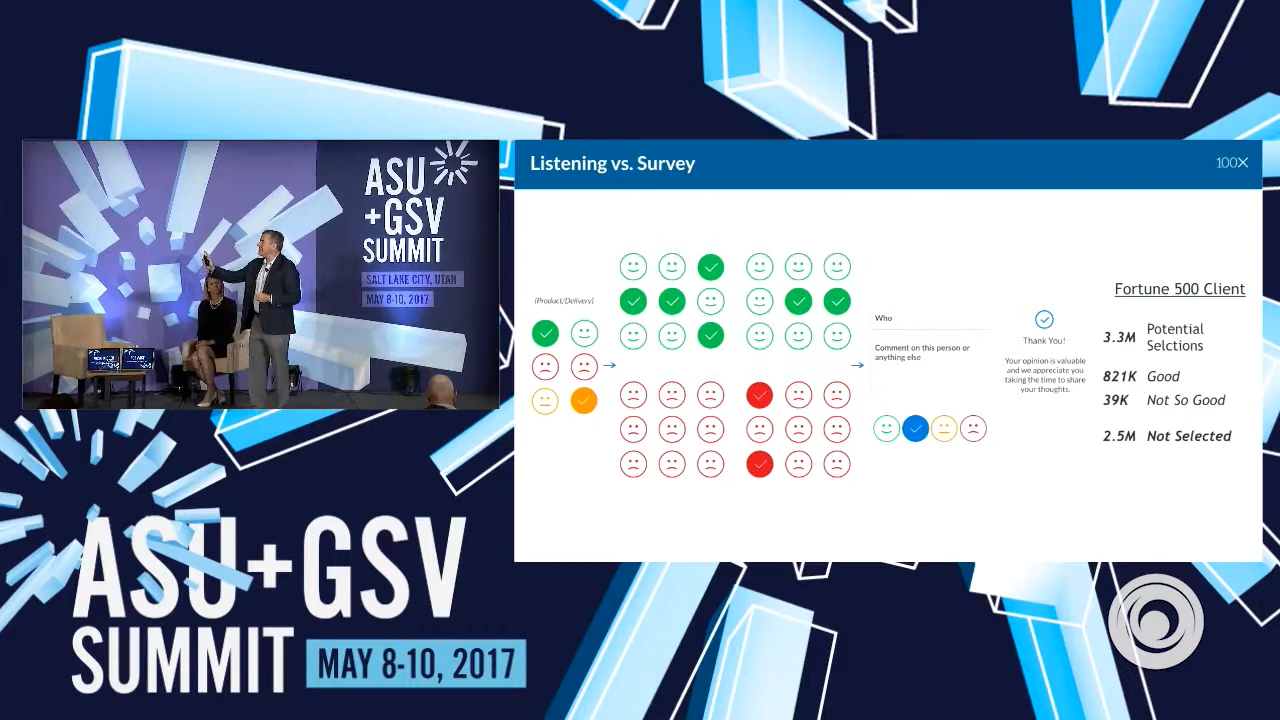 ASU
+GSV
SUMMIT
SALT LAKE CITY, UTAH
MAY 8-10, 2017
Listening vs. Survey
100X
(Product/Delivery)
Who
Comment on this person or
anything else
Thank You!
Your opinion is valuable
and we appreciate you
taking the time to share
your thoughts.
Fortune 500 Client
3.3M Potential
Selctions
821K Good
39K Not So Good
2.5M Not Selected
ASU+GSV
SUMMIT MAY 8-10, 2017